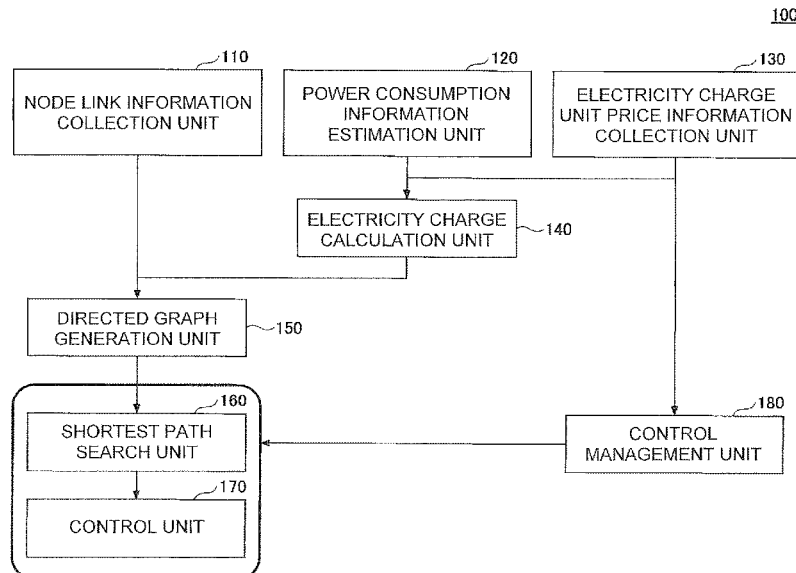 100
110
120
130
NODE LINK INFORMATION
COLLECTION UNIT
POWER CONSUMPTION
INFORMATION
ESTIMATION UNIT
ELECTRICITY CHARGE
UNIT PRICE INFORMATION
COLLECTION UNIT
ELECTRICITY CHARGE
CALCULATION UNIT
140
DIRECTED GRAPH
GENERATION UNIT
150
160
SHORTEST PATH
SEARCH UNIT
180
CONTROL
MANAGEMENT UNIT
170
CONTROL UNIT